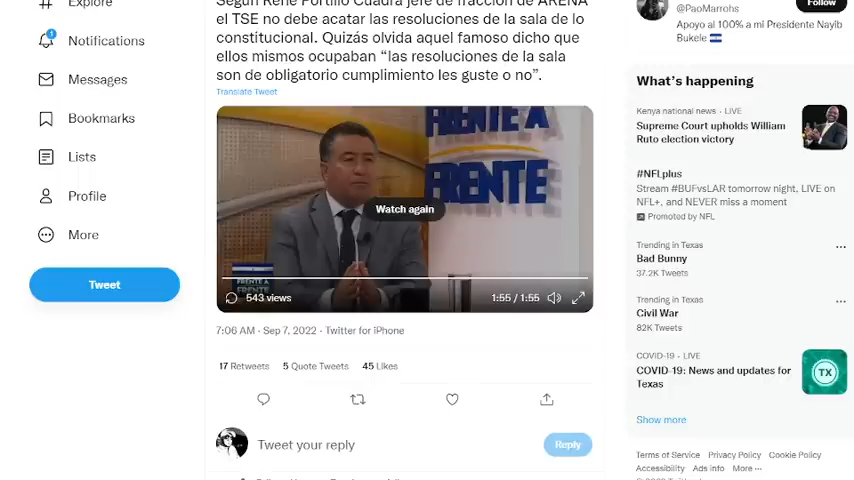 Explore
Notifications
1
Messages
Bookmarks
Lists
Profile
More
Tweet
Según René Portillo Cuadra jefe de fracción de ARENA
el TSE no debe acatar las resoluciones de la sala de lo
constitucional. Quizás olvida aquel famoso dicho que
ellos mismos ocupaban “las resoluciones de la sala
son de obligatorio cumplimiento les guste o no”.
Translate Tweet
FRENTE A
FRENTE
Watch again
FRENTE A
FRENTE
543 views
1:55 / 1:55
7:06 AM · Sep 7, 2022 · Twitter for iPhone
17 Retweets 5 Quote Tweets 45 Likes
Tweet your reply
Reply
@PaoMarrohs
Follow
Apoyo al 100% a mi Presidente Nayib
Bukele
What’s happening
Kenya national news · LIVE
Supreme Court upholds William
Ruto election victory
#NFLplus
Stream #BUFvsLAR tomorrow night, LIVE on
NFL+, and NEVER miss a moment
Promoted by NFL
Trending in Texas
Bad Bunny
37.2K Tweets
Trending in Texas
Civil War
82K Tweets
COVID-19 · LIVE
COVID-19: News and updates for
Texas
TX
Show more
Terms of Service Privacy Policy Cookie Policy
Accessibility Ads info More ...